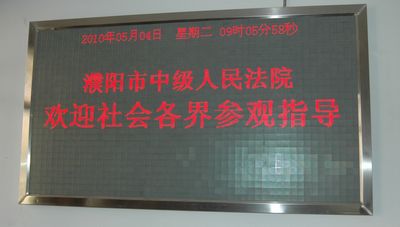 2010年05月04日 星期二 09时05分58秒
濮阳市中级人民法院
欢迎社会各界参观指导